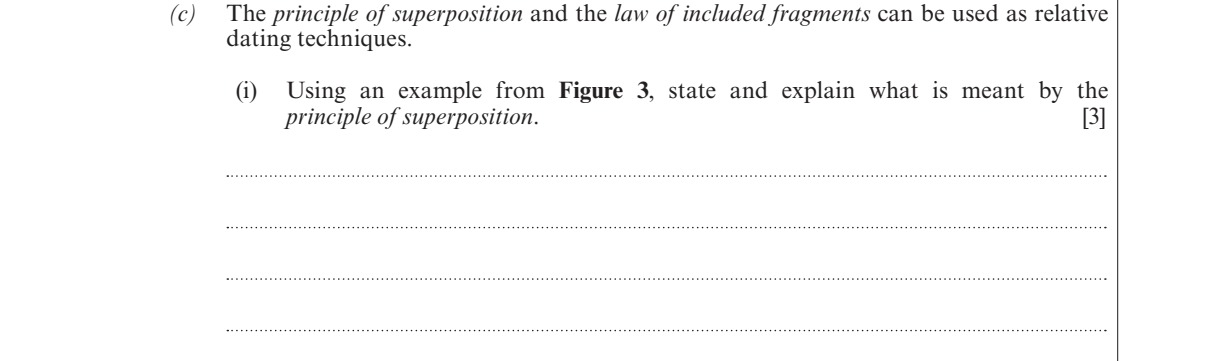 (c) The principle of superposition and the law of included fragments can be used as relative
dating techniques.
(i) Using an example from Figure 3, state and explain what is meant by the
principle of superposition. [3]